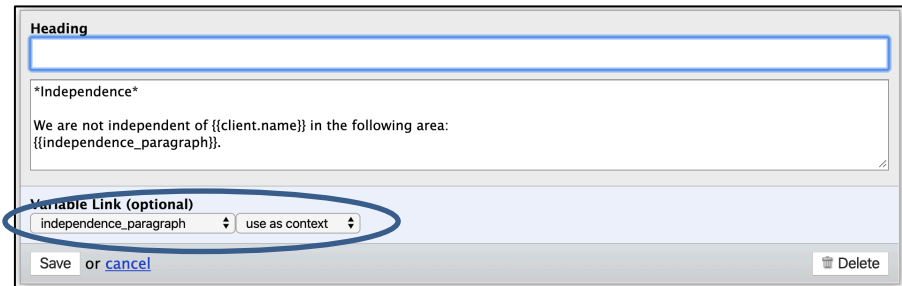 Heading
*Independence*
We are not independent of {{client.name}} in the following area:
{{independence_paragraph}}.
Variable Link (optional)
independence_paragraph use as context
Save or cancel Delete